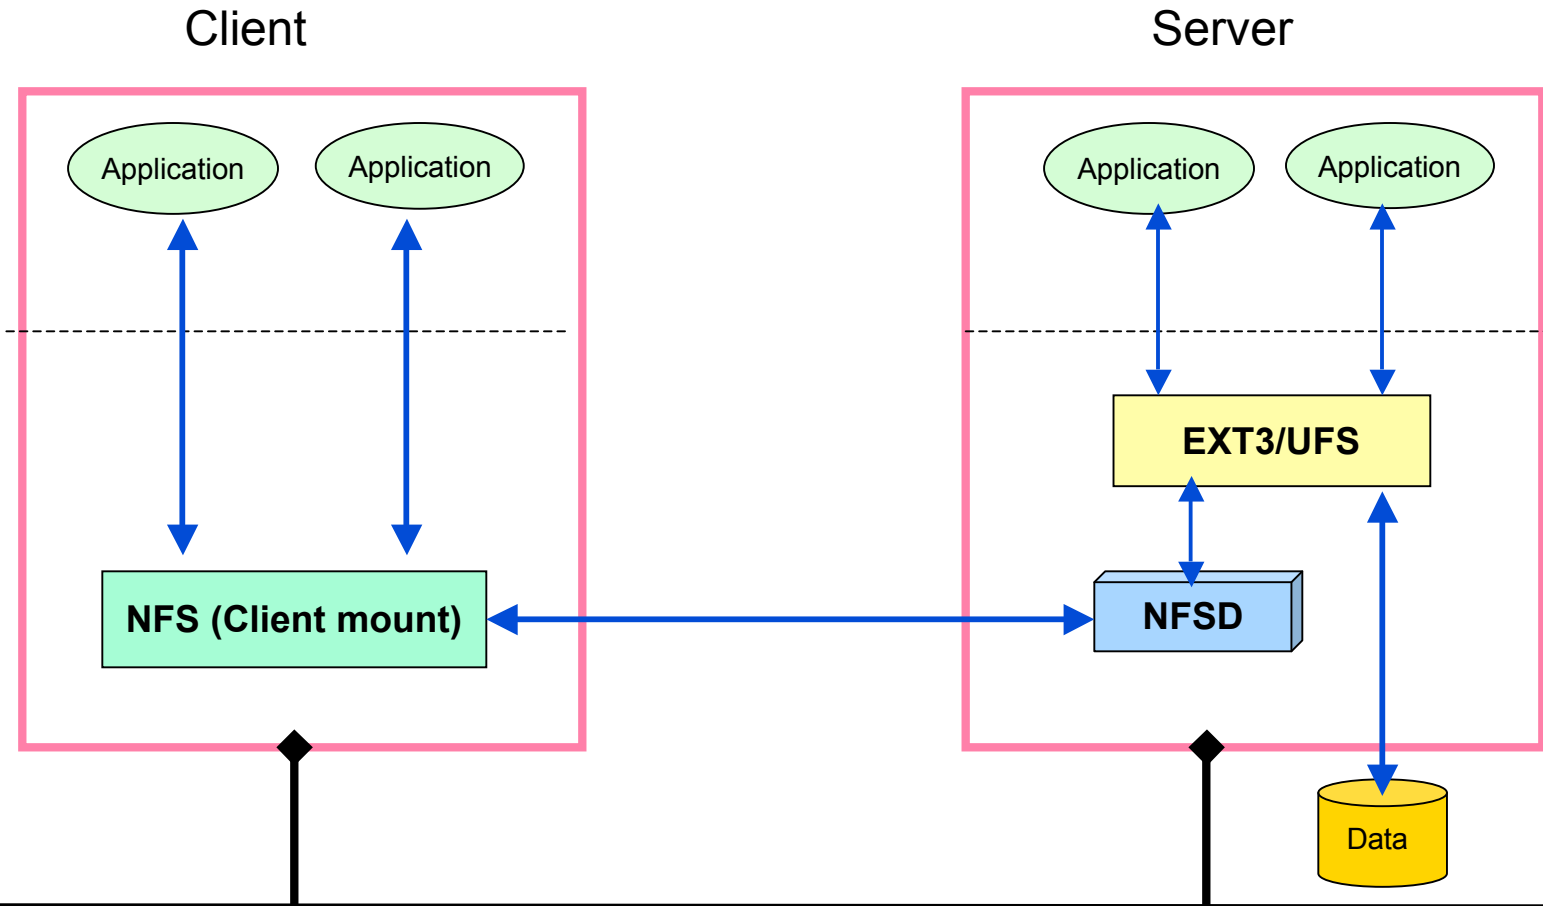 Client
Server
Application
Application
Application
Application
EXT3/UFS
NFS (Client mount)
NFSD
Data